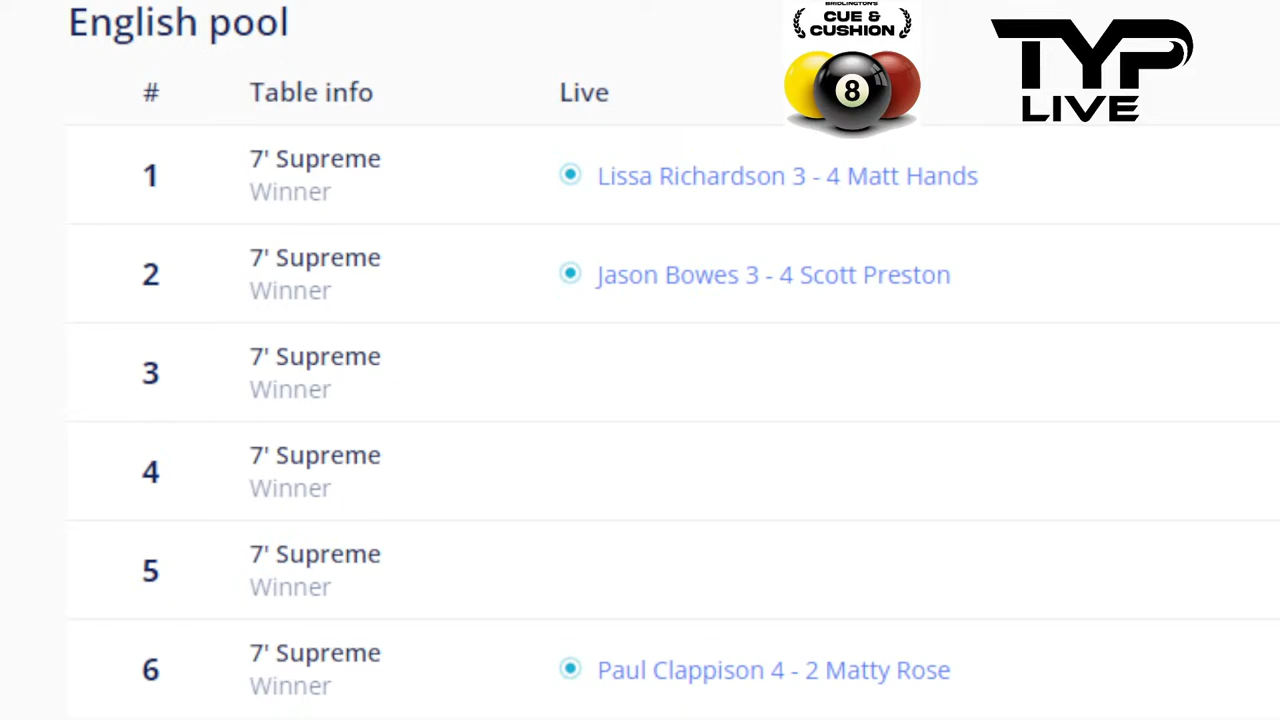 English pool
BRIDLINGTON'S
CUE &
CUSHION
8
TYP
LIVE
# Table info Live
1 7' Supreme Lissa Richardson 3 - 4 Matt Hands
Winner
2 7' Supreme Jason Bowes 3 - 4 Scott Preston
Winner
3 7' Supreme
Winner
4 7' Supreme
Winner
5 7' Supreme
Winner
6 7' Supreme Paul Clappison 4 - 2 Matty Rose
Winner